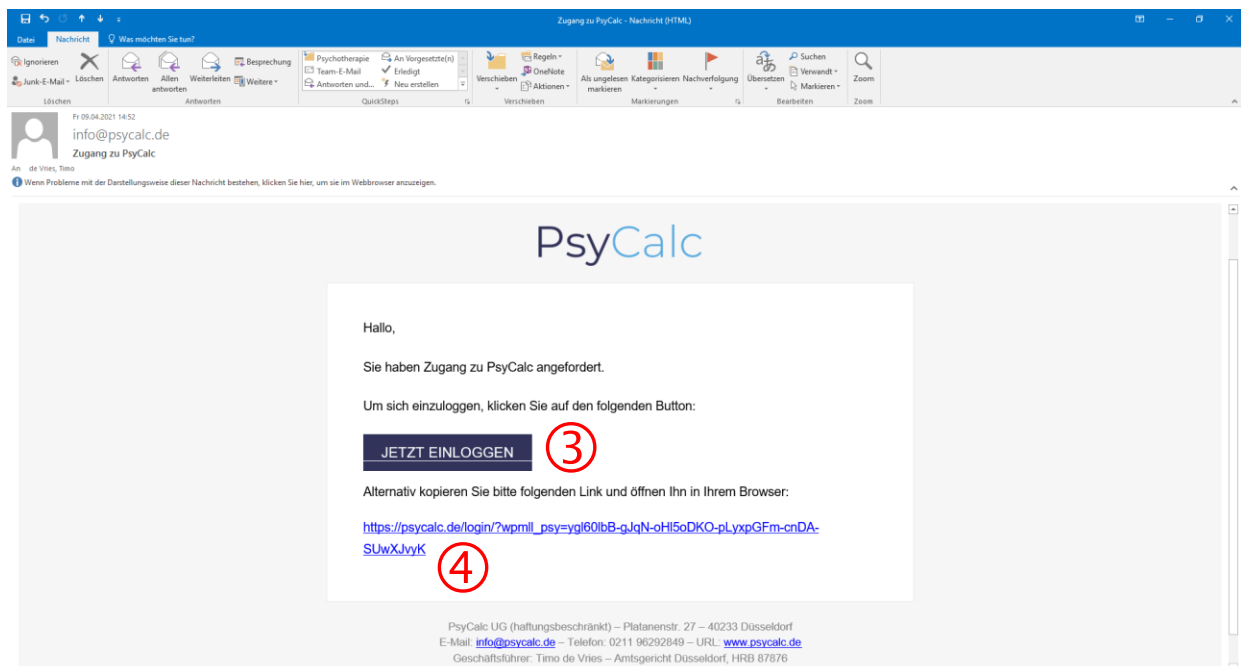 Zugang zu PsyCalc - Nachricht (HTML)
Datei Nachricht Was möchten Sie tun?
Ignorieren
Junk-E-Mail
Löschen
Antworten
Allen antworten
Weiterleiten
Besprechung
Weitere
Psychotherapie
Team-E-Mail
Antworten und...
An Vorgesetzte(n)
Erledigt
Neu erstellen
Verschieben
Regeln
OneNote
Aktionen
Als ungelesen markieren
Kategorisieren
Nachverfolgung
Übersetzen
Suchen
Verwandt
Markieren
Zoom
Löschen Antworten QuickSteps Verschieben Markierungen Bearbeiten Zoom
Fr 09.04.2021 14:52
info@psycalc.de
Zugang zu PsyCalc
An de Vries, Timo
Wenn Probleme mit der Darstellungsweise dieser Nachricht bestehen, klicken Sie hier, um sie im Webbrowser anzuzeigen.
PsyCalc
Hallo,
Sie haben Zugang zu PsyCalc angefordert.
Um sich einzuloggen, klicken Sie auf den folgenden Button:
JETZT EINLOGGEN ③
Alternativ kopieren Sie bitte folgenden Link und öffnen Ihn in Ihrem Browser:
https://psycalc.de/login/?wpmll_psy=ygl60lbB-gJqN-oHl5oDKO-pLyxpGFm-cnDA-
SUwXJvyK
④
PsyCalc UG (haftungsbeschränkt) – Platanenstr. 27 – 40233 Düsseldorf
E-Mail: info@psycalc.de – Telefon: 0211 96292849 – URL: www.psycalc.de
Geschäftsführer: Timo de Vries – Amtsgericht Düsseldorf, HRB 87876